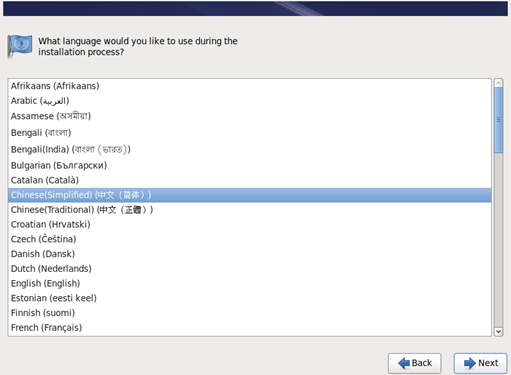 What language would you like to use during the
installation process?
Afrikaans (Afrikaans)
Arabic (العربية)
Assamese (অসমীয়া)
Bengali (বাংলা)
Bengali(India) (বাংলা (ভারত))
Bulgarian (Български)
Catalan (Català)
Chinese(Simplified) (中文（简体）)
Chinese(Traditional) (中文（正體）)
Croatian (Hrvatski)
Czech (Čeština)
Danish (Dansk)
Dutch (Nederlands)
English (English)
Estonian (eesti keel)
Finnish (suomi)
French (Français)
Back
Next